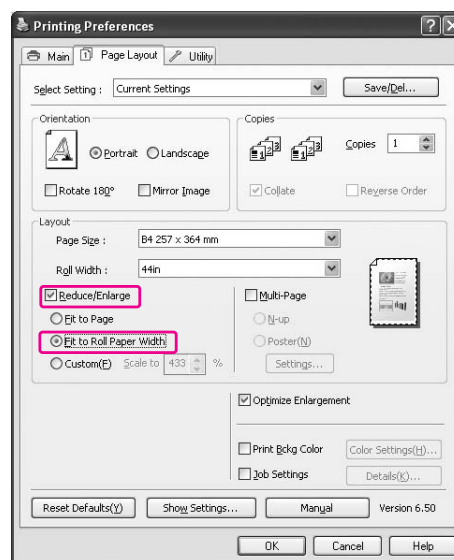 Printing Preferences
Main Page Layout Utility
Select Setting : Current Settings Save/Del...
Orientation
Portrait Landscape
Rotate 180° Mirror Image
Copies
Copies 1
Collate Reverse Order
Layout
Page Size : B4 257 x 364 mm
Roll Width : 44in
Reduce/Enlarge
Fit to Page
Fit to Roll Paper Width
Custom(E) Scale to 433 %
Multi-Page
N-up
Poster(N)
Settings...
Optimize Enlargement
Print Bckg Color Color Settings(H)...
Job Settings Details(K)...
Reset Defaults(Y) Show Settings... Manual Version 6.50
OK Cancel Help